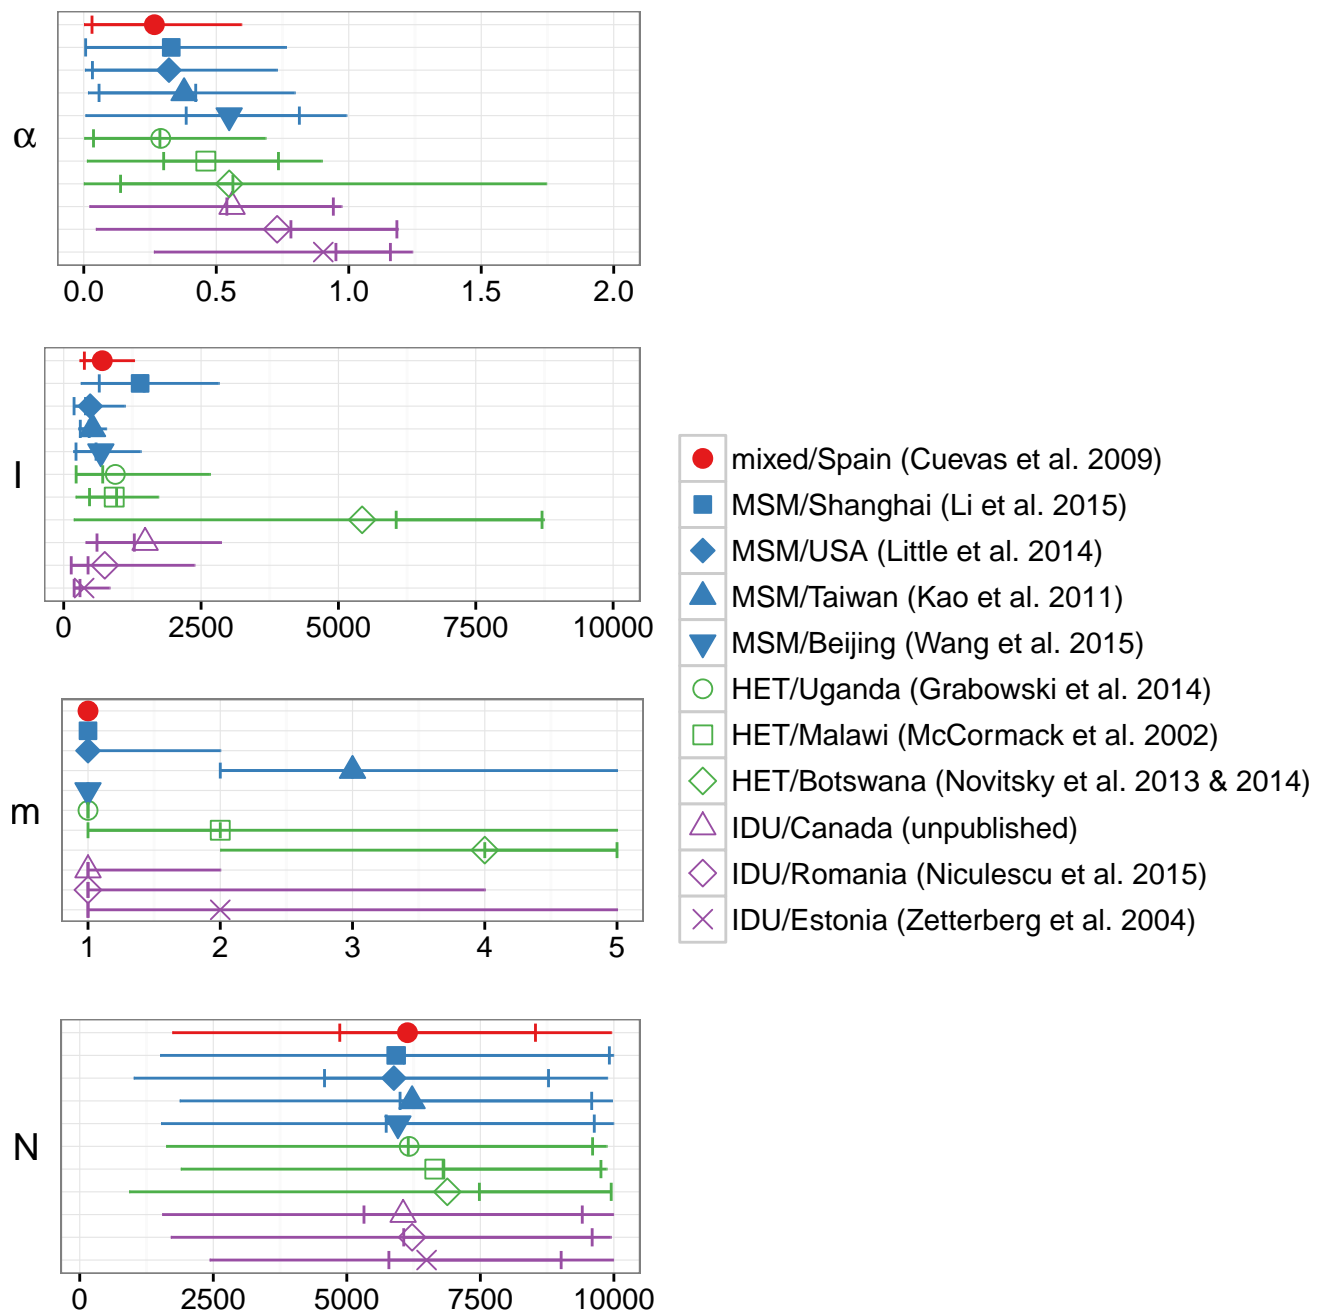 α
0.0 0.5 1.0 1.5 2.0
I
0 2500 5000 7500 10000
mixed/Spain (Cuevas et al. 2009)
MSM/Shanghai (Li et al. 2015)
MSM/USA (Little et al. 2014)
MSM/Taiwan (Kao et al. 2011)
MSM/Beijing (Wang et al. 2015)
HET/Uganda (Grabowski et al. 2014)
HET/Malawi (McCormack et al. 2002)
HET/Botswana (Novitsky et al. 2013 & 2014)
IDU/Canada (unpublished)
IDU/Romania (Niculescu et al. 2015)
IDU/Estonia (Zetterberg et al. 2004)
m
1 2 3 4 5
N
0 2500 5000 7500 10000